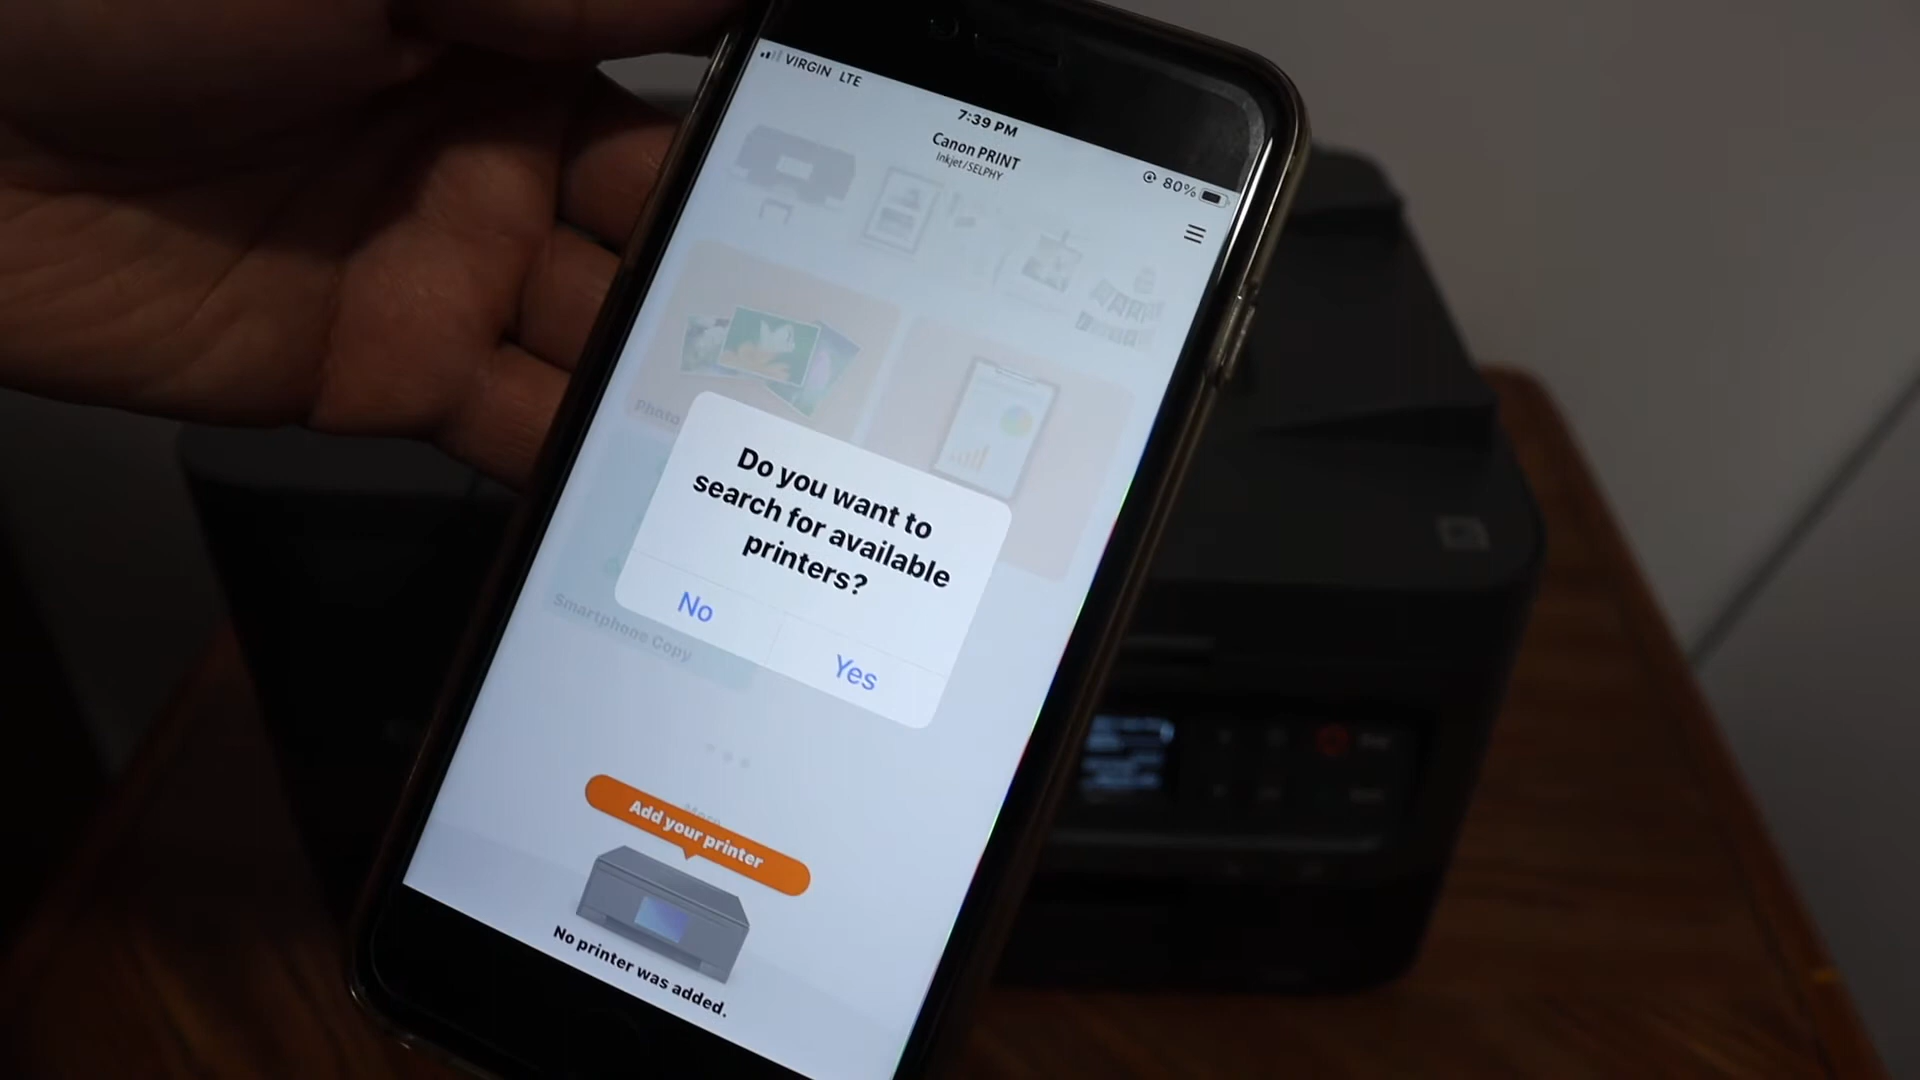 VIRGIN LTE
7:39 PM
80%
Canon PRINT
Inkjet/SELPHY
Photo
Do you want to
search for available
printers?
No
Yes
Smartphone Copy
More
Add your printer
No printer was added.